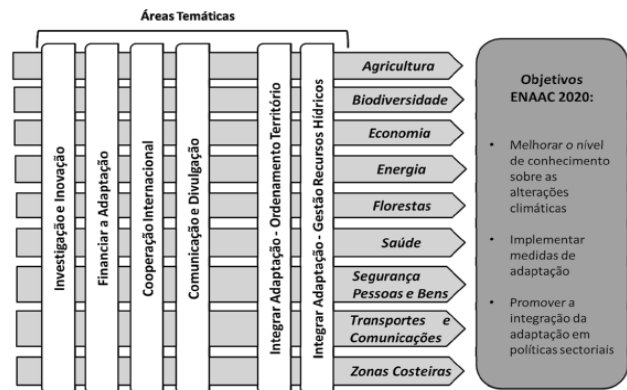 Áreas Temáticas
Investigação e Inovação
Financiar a Adaptação
Cooperação Internacional
Comunicação e Divulgação
Integrar Adaptação - Ordenamento Território
Integrar Adaptação - Gestão Recursos Hídricos
Agricultura
Biodiversidade
Economia
Energia
Florestas
Saúde
Segurança
Pessoas e Bens
Transportes e
Comunicações
Zonas Costeiras
Objetivos
ENAAC 2020:
• Melhorar o nível
de conhecimento
sobre as
alterações
climáticas
• Implementar
medidas de
adaptação
• Promover a
integração da
adaptação em
políticas sectoriais